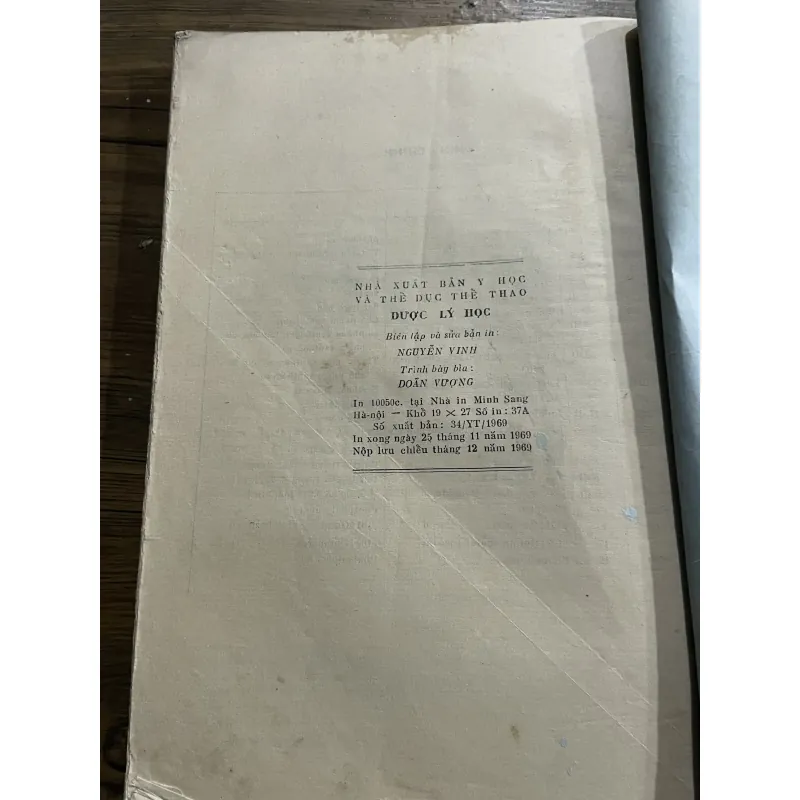 NHÀ XUẤT BẢN Y HỌC
VÀ THỂ DỤC THỂ THAO
DƯỢC LÝ HỌC
Biên tập và sửa bản in:
NGUYỄN VINH
Trình bày bìa:
DOÃN VƯỢNG
In 10050c. tại Nhà in Minh Sang
Hà-nội — Khổ 19 × 27 Số in: 37A
Số xuất bản: 34/YT/1969
In xong ngày 25 tháng 11 năm 1969
Nộp lưu chiểu tháng 12 năm 1969